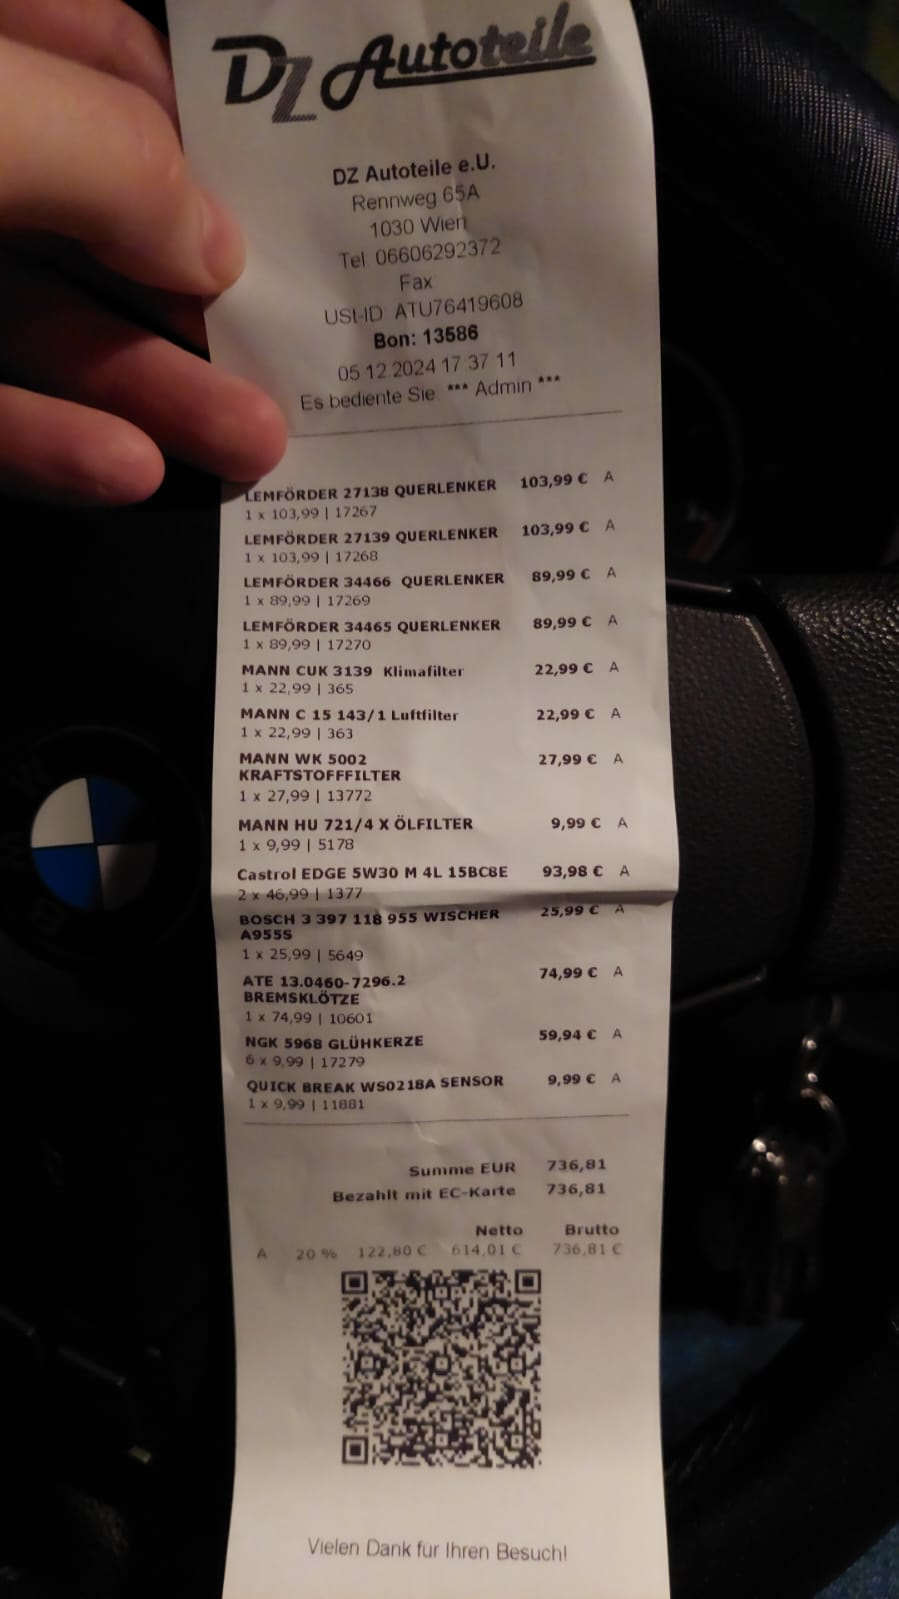 DZ Autoteile
DZ Autoteile e.U.
Rennweg 65A
1030 Wien
Tel. 06606292372
Fax
USt-ID ATU76419608
Bon: 13586
05 12 2024 17 37 11
Es bediente Sie: *** Admin ***
LEMFÖRDER 27138 QUERLENKER 103,99 € A
1 x 103,99 | 17267
LEMFÖRDER 27139 QUERLENKER 103,99 € A
1 x 103,99 | 17268
LEMFÖRDER 34466 QUERLENKER 89,99 € A
1 x 89,99 | 17269
LEMFÖRDER 34465 QUERLENKER 89,99 € A
1 x 89,99 | 17270
MANN CUK 3139 Klimafilter 22,99 € A
1 x 22,99 | 365
MANN C 15 143/1 Luftfilter 22,99 € A
1 x 22,99 | 363
MANN WK 5002 27,99 € A
KRAFTSTOFFFILTER
1 x 27,99 | 13772
MANN HU 721/4 X ÖLFILTER 9,99 € A
1 x 9,99 | 5178
Castrol EDGE 5W30 M 4L 15BC8E 93,98 € A
2 x 46,99 | 1377
BOSCH 3 397 118 955 WISCHER 25,99 € A
A955S
1 x 25,99 | 5649
ATE 13.0460-7296.2 74,99 € A
BREMSKLÖTZE
1 x 74,99 | 10601
NGK 5968 GLÜHKERZE 59,94 € A
6 x 9,99 | 17279
QUICK BREAK WS0218A SENSOR 9,99 € A
1 x 9,99 | 11881
Summe EUR 736,81
Bezahlt mit EC-Karte 736,81
Netto Brutto
A 20 % 122,80 € 614,01 € 736,81 €
Vielen Dank für Ihren Besuch!